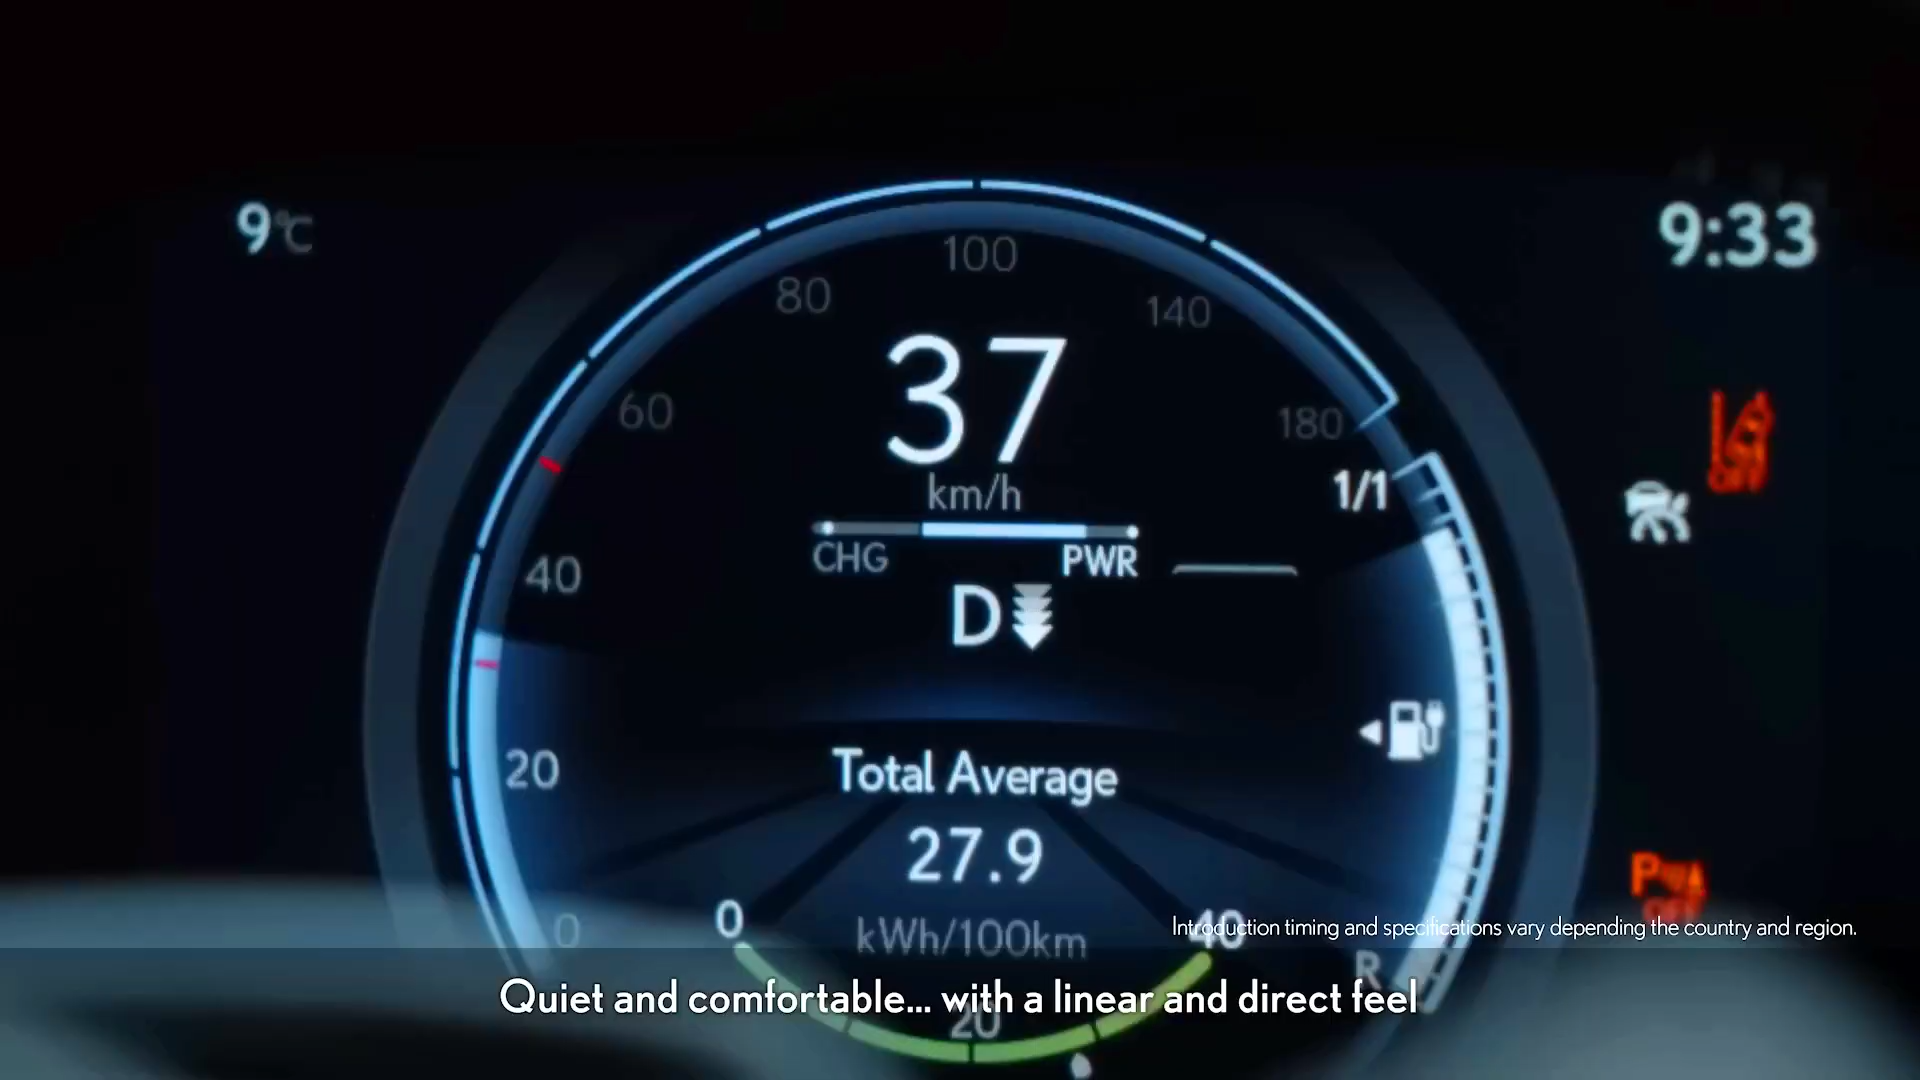 9°C
9:33
100
80
140
37
60
180
km/h
1/1
CHG
PWR
40
D
OFF
20
Total Average
27.9
0
0
kWh/100km
40
P
OFF
Introduction timing and specifications vary depending the country and region.
R
Quiet and comfortable... with a linear and direct feel
20